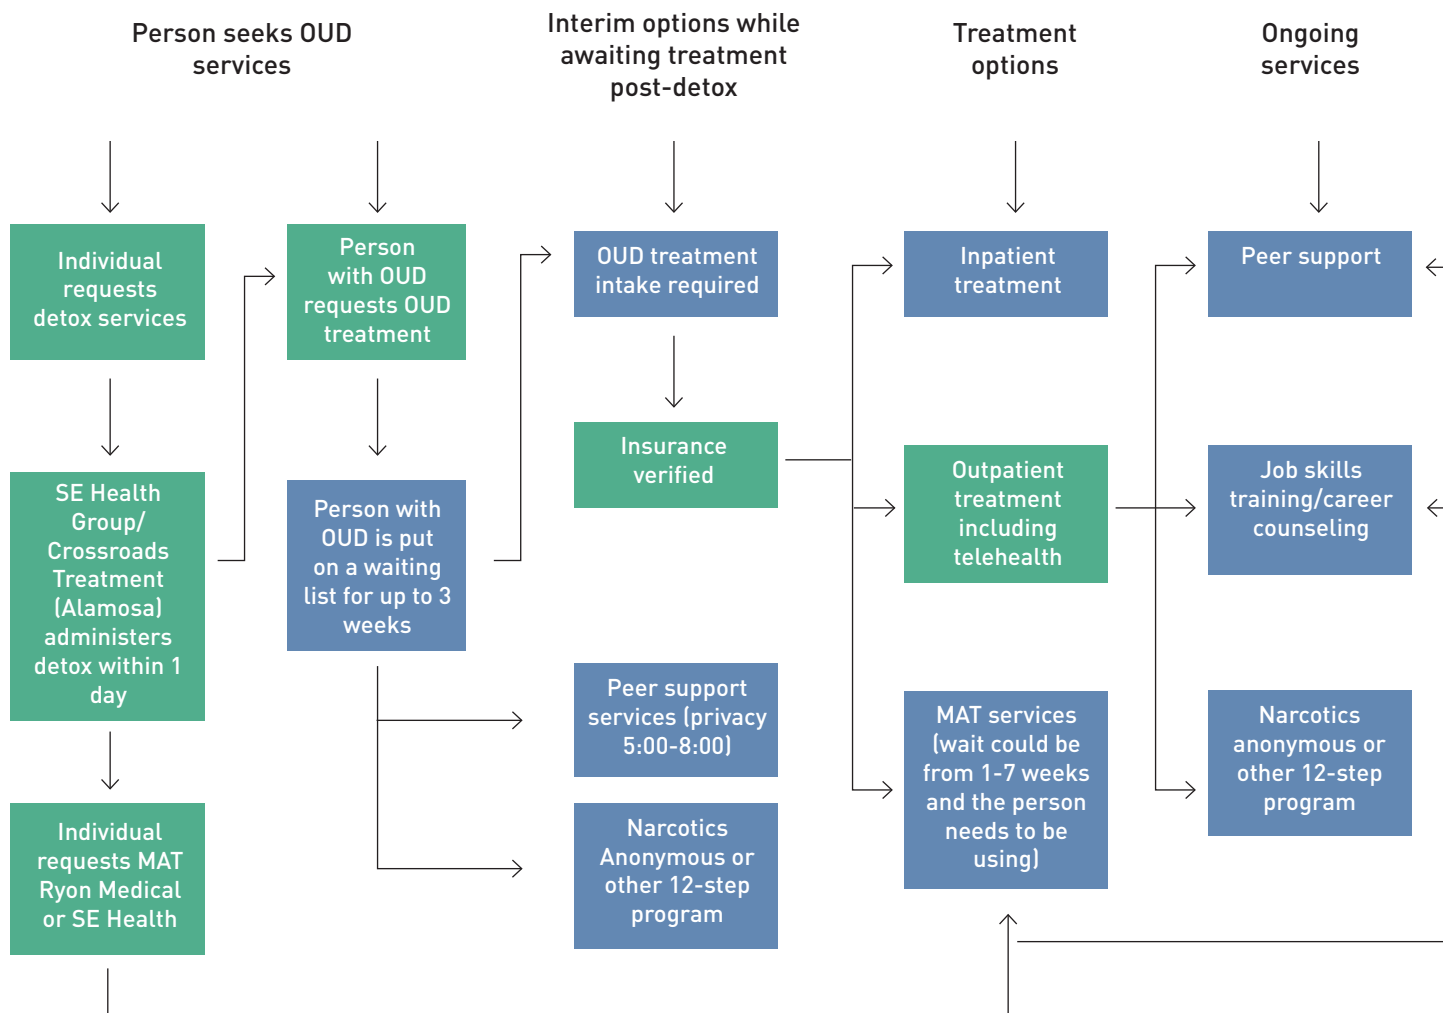 Person seeks OUD
services
Interim options while
awaiting treatment
post-detox
Treatment
options
Ongoing
services
Individual
requests
detox services
SE Health
Group/
Crossroads
Treatment
(Alamosa)
administers
detox within 1
day
Individual
requests MAT
Ryon Medical
or SE Health
Person
with OUD
requests OUD
treatment
Person with
OUD is put
on a waiting
list for up to 3
weeks
OUD treatment
intake required
Insurance
verified
Peer support
services (privacy
5:00-8:00)
Narcotics
Anonymous or
other 12-step
program
Inpatient
treatment
Outpatient
treatment
including
telehealth
MAT services
(wait could be
from 1-7 weeks
and the person
needs to be
using)
Peer support
Job skills
training/career
counseling
Narcotics
anonymous or
other 12-step
program